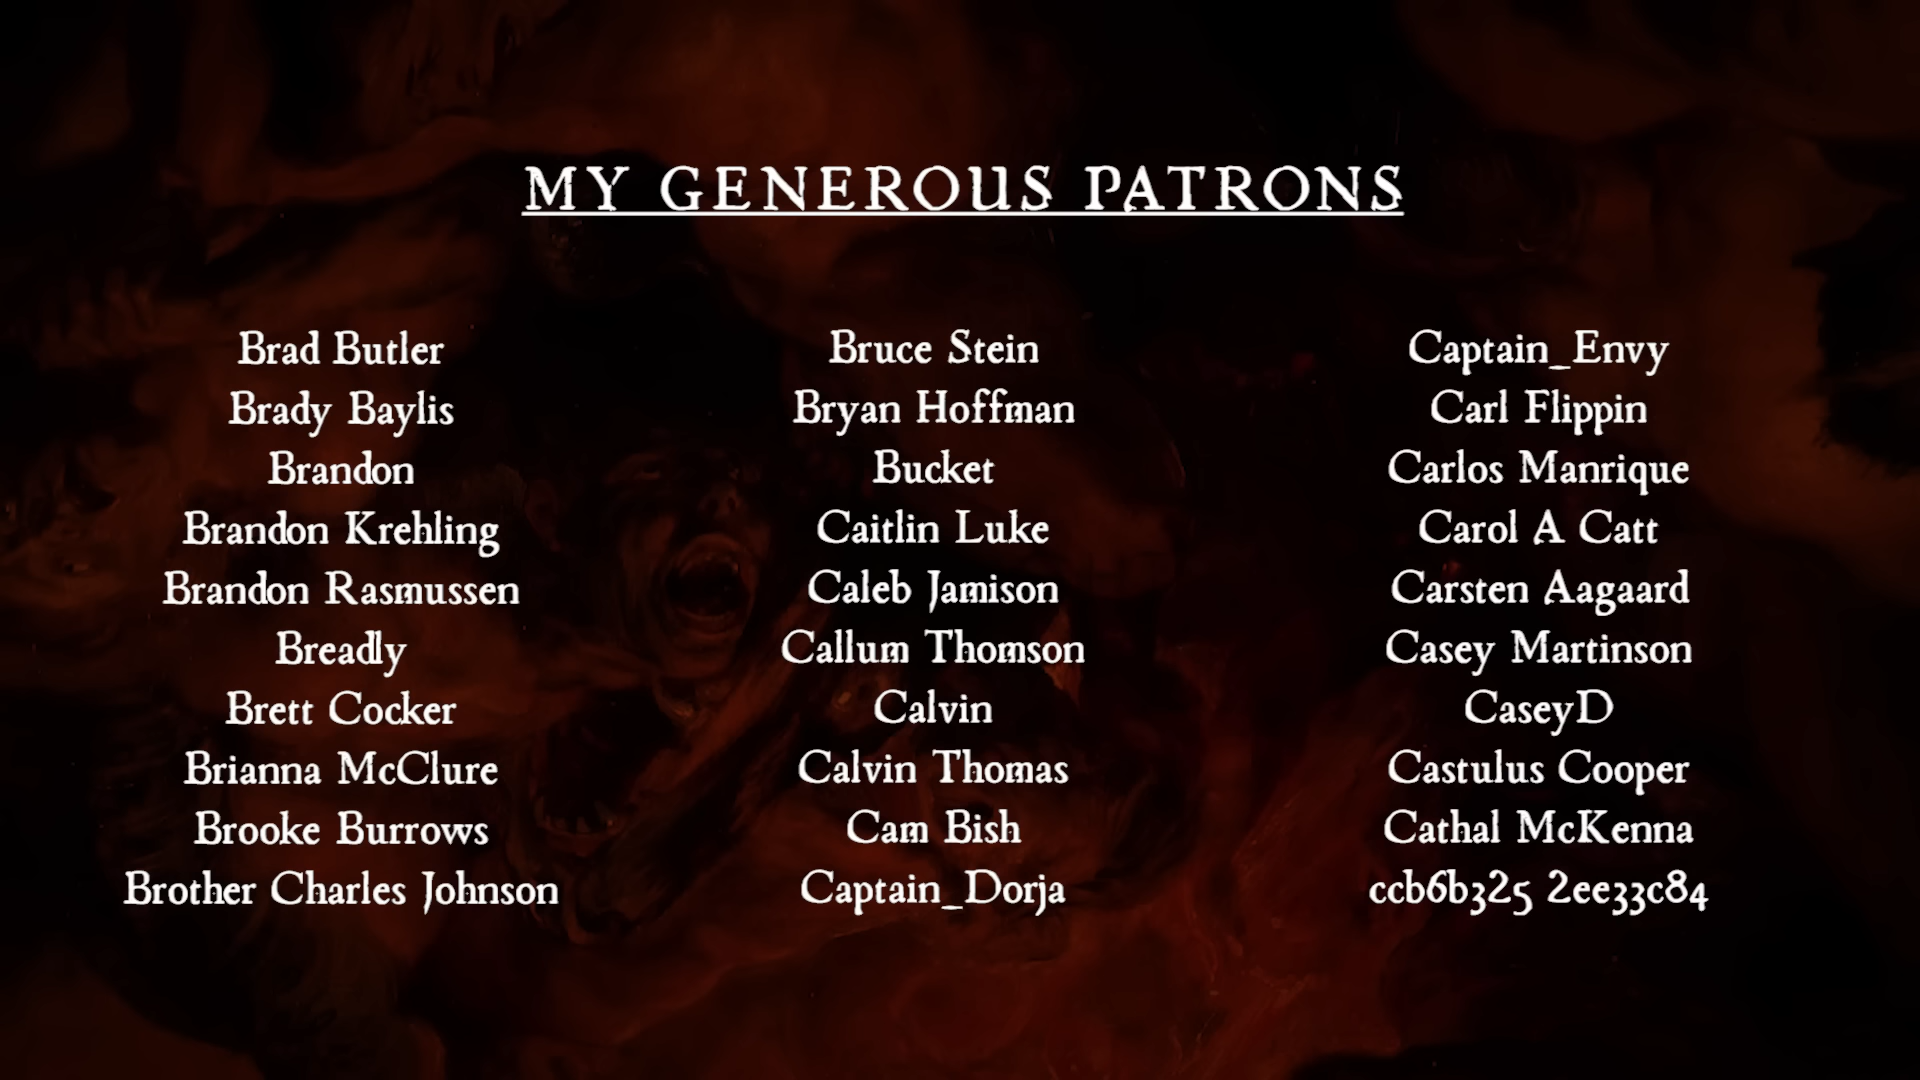 MY GENEROUS PATRONS
Brad Butler
Brady Baylis
Brandon
Brandon Krehling
Brandon Rasmussen
Breadly
Brett Cocker
Brianna McClure
Brooke Burrows
Brother Charles Johnson
Bruce Stein
Bryan Hoffman
Bucket
Caitlin Luke
Caleb Jamison
Callum Thomson
Calvin
Calvin Thomas
Cam Bish
Captain_Dorja
Captain_Envy
Carl Flippin
Carlos Manrique
Carol A Catt
Carsten Aagaard
Casey Martinson
CaseyD
Castulus Cooper
Cathal McKenna
ccb6b325 2ee33c84